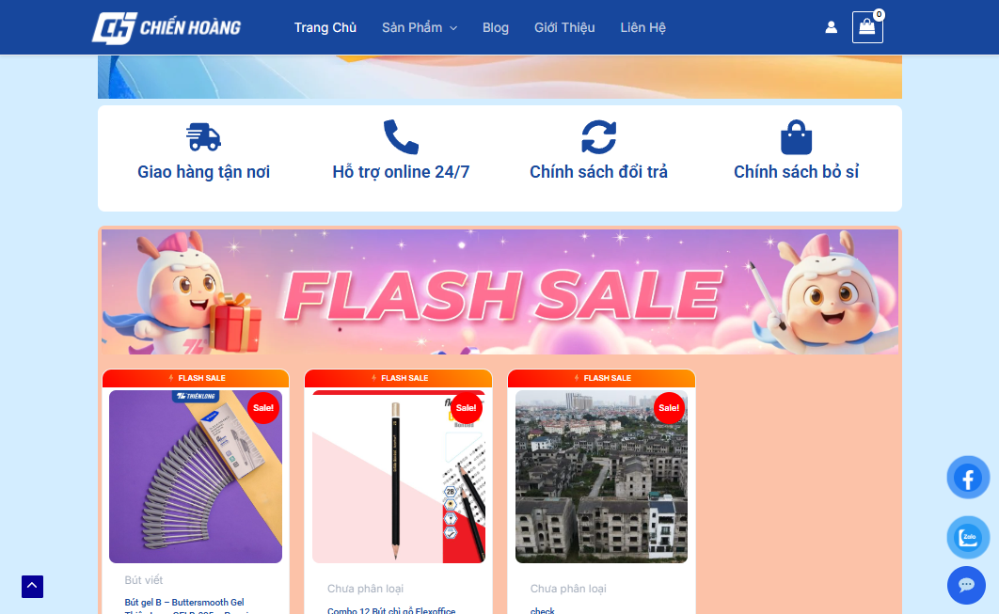 CHIẾN HOÀNG
Trang Chủ
Sản Phẩm
Blog
Giới Thiệu
Liên Hệ
0
Giao hàng tận nơi
Hỗ trợ online 24/7
Chính sách đổi trả
Chính sách bỏ sỉ
FLASH SALE
FLASH SALE
FLASH SALE
FLASH SALE
THIÊN LONG
Sale!
Sale!
2B
Sale!
Bút viết
Bút gel B – Buttersmooth Gel
Chưa phân loại
Combo 12 Bút chì gỗ Flexoffice
Chưa phân loại
check
Zalo